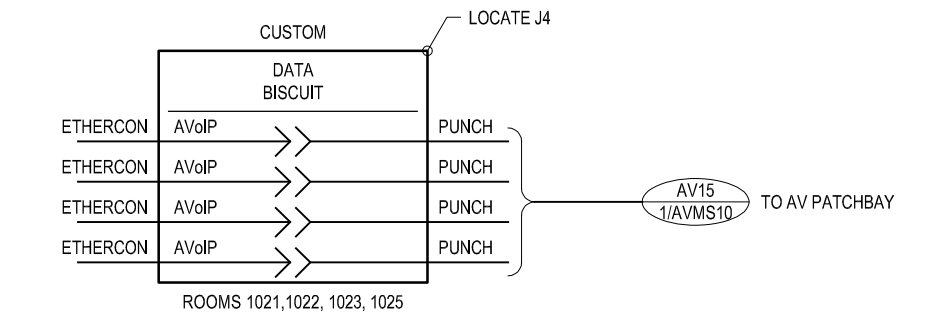 LOCATE J4
CUSTOM
DATA
BISCUIT
ETHERCON AVoIP PUNCH
ETHERCON AVoIP PUNCH
ETHERCON AVoIP PUNCH
ETHERCON AVoIP PUNCH
AV15
1/AVMS10
TO AV PATCHBAY
ROOMS 1021,1022, 1023, 1025